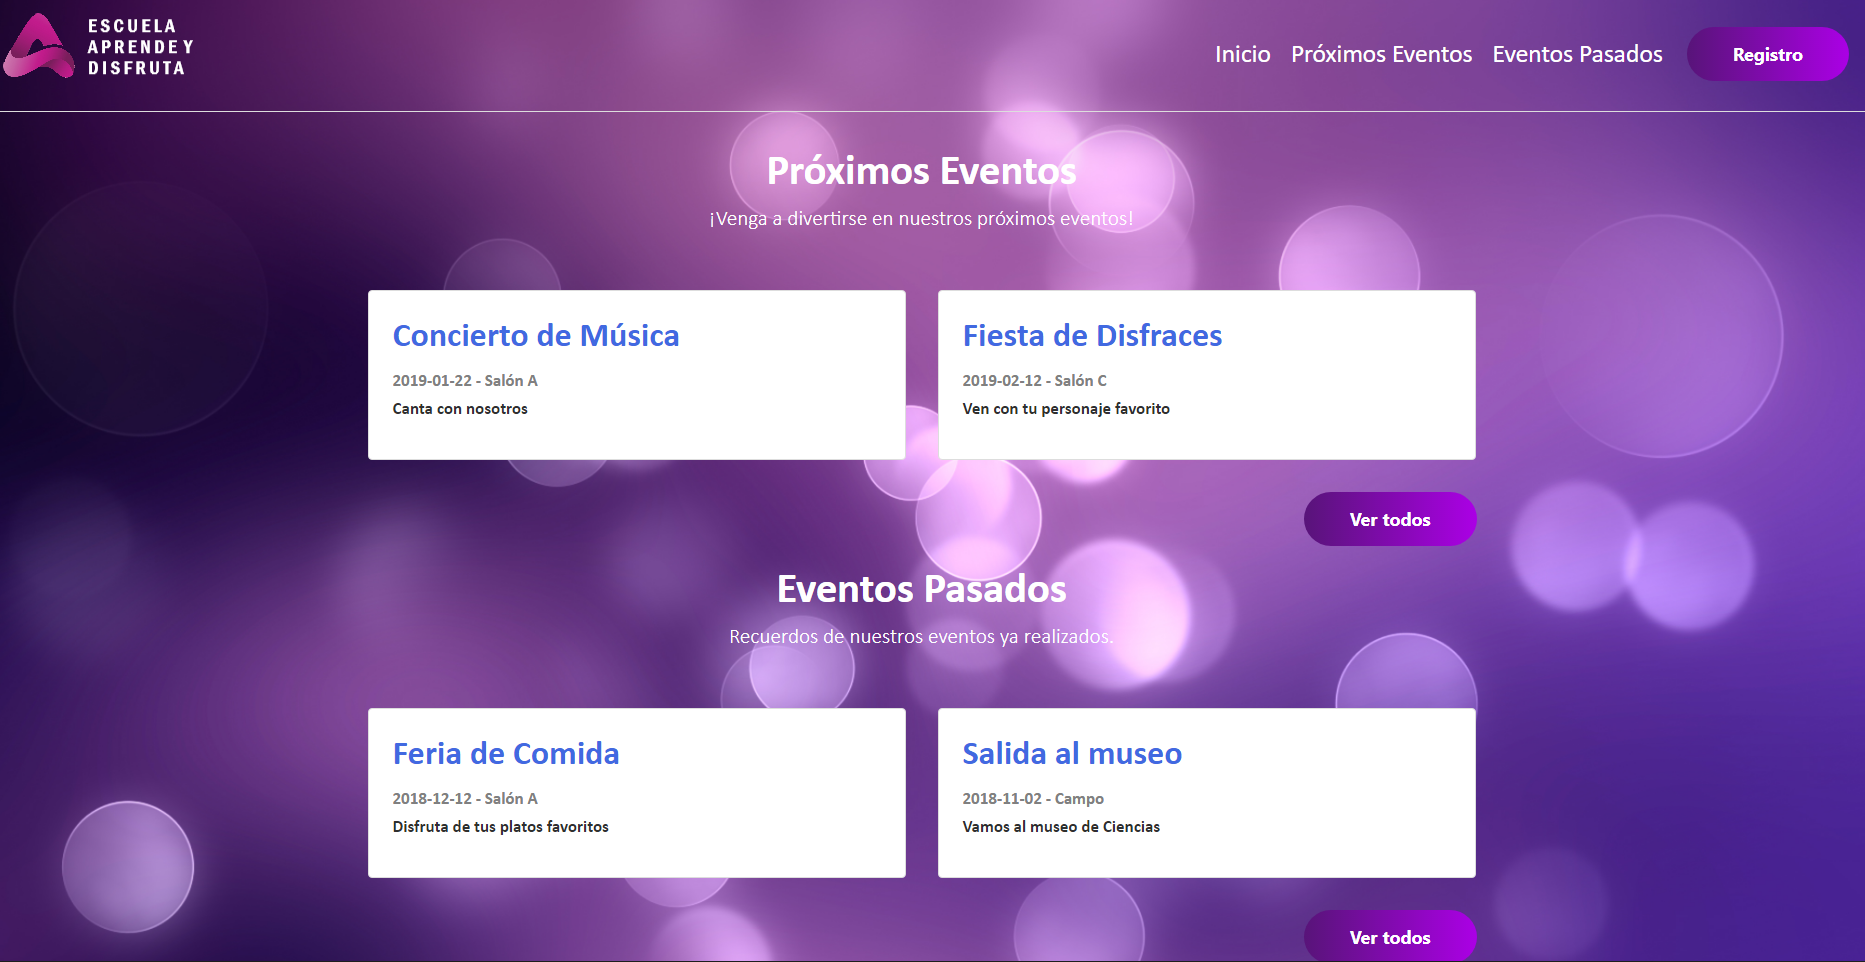 ESCUELA
APRENDE Y
DISFRUTA
Inicio Próximos Eventos Eventos Pasados Registro
Próximos Eventos
¡Venga a divertirse en nuestros próximos eventos!
Concierto de Música
2019-01-22 - Salón A
Canta con nosotros
Fiesta de Disfraces
2019-02-12 - Salón C
Ven con tu personaje favorito
Ver todos
Eventos Pasados
Recuerdos de nuestros eventos ya realizados.
Feria de Comida
2018-12-12 - Salón A
Disfruta de tus platos favoritos
Salida al museo
2018-11-02 - Campo
Vamos al museo de Ciencias
Ver todos